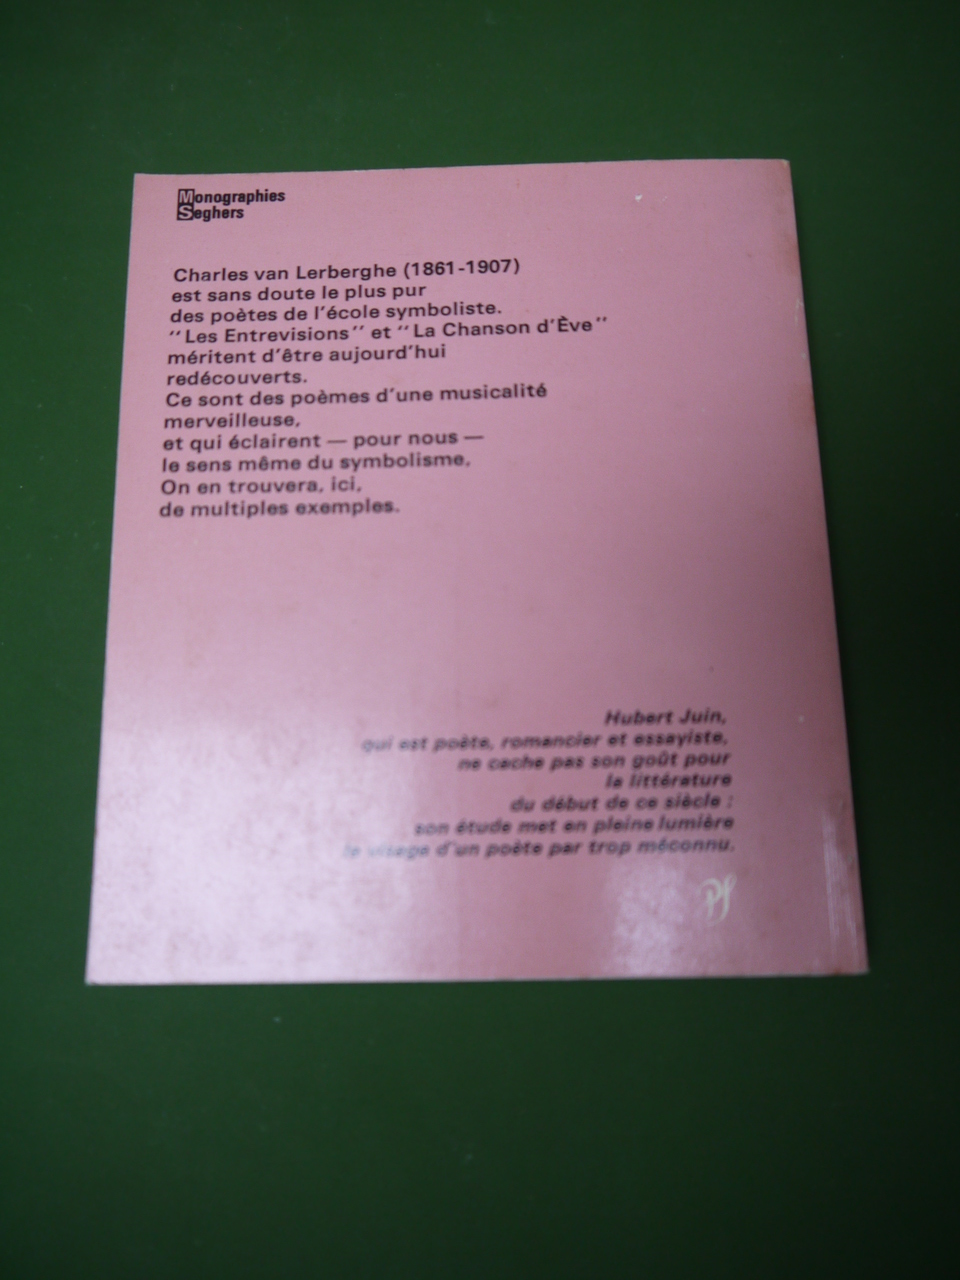 Monographies
Seghers
Charles van Lerberghe (1861-1907)
est sans doute le plus pur
des poètes de l'école symboliste.
"Les Entrevisions" et "La Chanson d'Ève"
méritent d'être aujourd'hui
redécouverts.
Ce sont des poèmes d'une musicalité
merveilleuse,
et qui éclairent — pour nous —
le sens même du symbolisme.
On en trouvera, ici,
de multiples exemples.
Hubert Juin,
qui est poète, romancier et essayiste,
ne cache pas son goût pour
la littérature
du début de ce siècle :
son étude met en pleine lumière
le visage d'un poète par trop méconnu.
PS